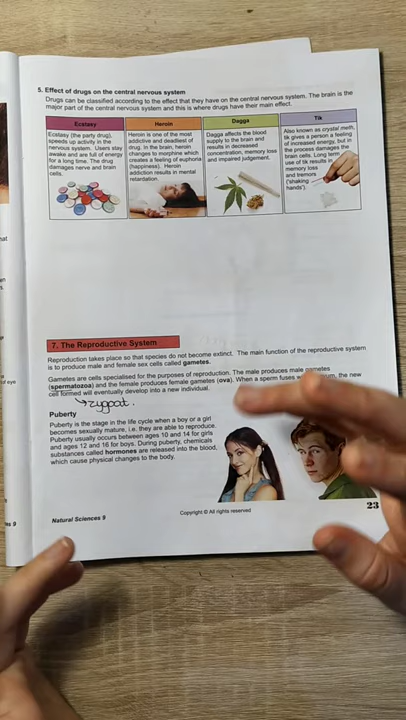 5. Effect of drugs on the central nervous system
Drugs can be classified according to the effect that they have on the central nervous system. The brain is the
major part of the central nervous system and this is where drugs have their main effect.
Ecstasy
Ecstasy (the party drug),
speeds up activity in the
nervous system. Users stay
awake and are full of energy
for a long time. The drug
damages nerve and brain
cells.
Heroin
Heroin is one of the most
addictive and deadliest of
drug. In the brain, heroin
changes to morphine which
creates a feeling of euphoria
(happiness). Heroin
addiction results in mental
retardation.
Dagga
Dagga affects the blood
supply to the brain and
results in decreased
concentration, memory loss
and impaired judgement.
Tik
Also known as crystal meth,
tik gives a person a feeling
of increased energy, but in
the process damages the
brain cells. Long term
use of tik results in
memory loss
and tremors
('shaking
hands').
7. The Reproductive System
Reproduction takes place so that species do not become extinct. The main function of the reproductive system
is to produce male and female sex cells called gametes.
Gametes are cells specialised for the purposes of reproduction. The male produces male gametes
(spermatozoa) and the female produces female gametes (ova). When a sperm fuses the new
cell formed will eventually develop into a new individual.
zygoat.
Puberty
Puberty is the stage in the life cycle when a boy or a girl
becomes sexually mature, i.e. they are able to reproduce.
Puberty usually occurs between ages 10 and 14 for girls
and ages 12 and 16 for boys. During puberty, chemicals
substances called hormones are released into the blood,
which cause physical changes to the body.
Natural Sciences 9
Copyright © All rights reserved
23
of eye